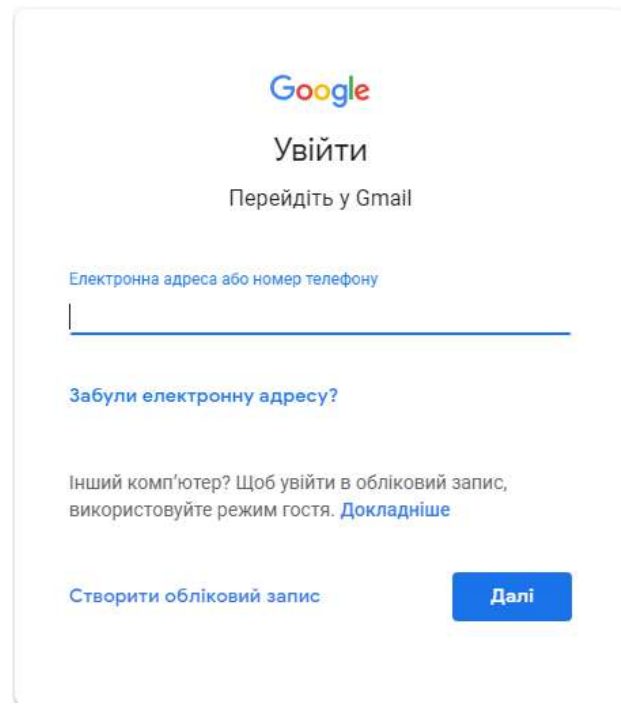 Google
Увійти
Перейдіть у Gmail
Електронна адреса або номер телефону
Забули електронну адресу?
Інший комп’ютер? Щоб увійти в обліковий запис,
використовуйте режим гостя. Докладніше
Створити обліковий запис
Далі